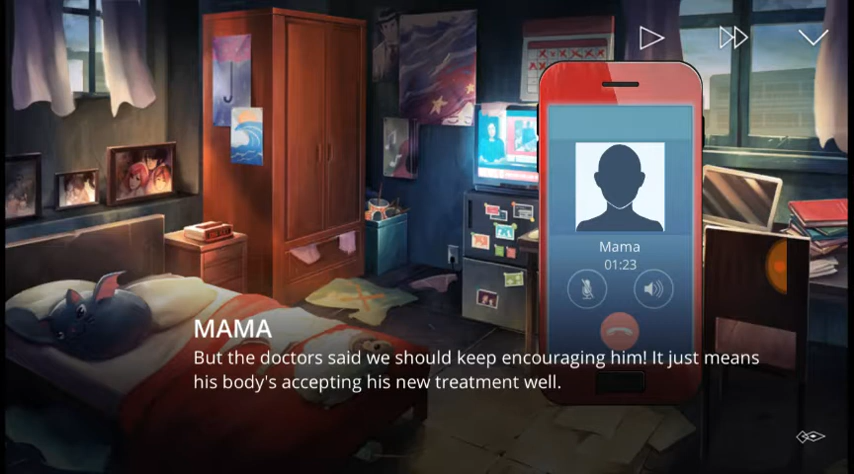 Mama
01:23
MAMA
But the doctors said we should keep encouraging him! It just means
his body's accepting his new treatment well.